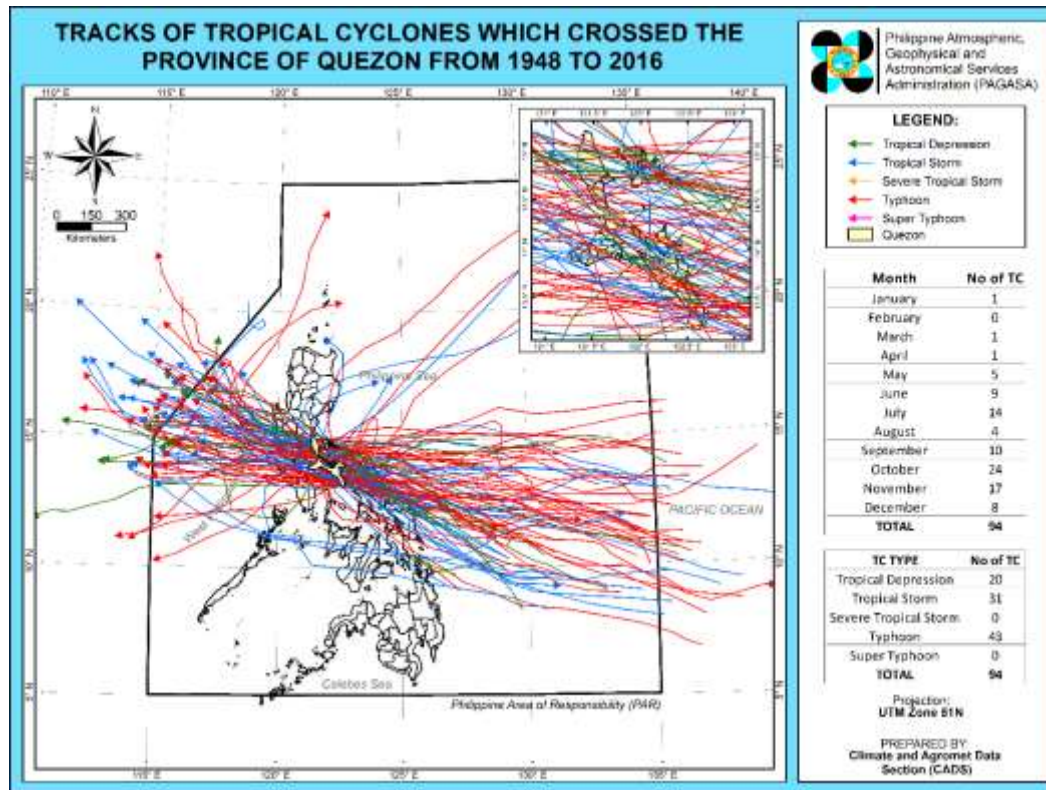 TRACKS OF TROPICAL CYCLONES WHICH CROSSED THE
PROVINCE OF QUEZON FROM 1948 TO 2016
110°E
115°E
120°E
125°E
130°E
135°E
140°E
N
W
E
S
0 150 300
Kilometers
Philippine Sea
PACIFIC OCEAN
Celebes Sea
Philippine Area of Responsibility (PAR)
115°E
120°E
125°E
130°E
135°E
Philippine Atmospheric,
Geophysical and
Astronomical Services
Administration (PAGASA)
LEGEND:
Tropical Depression
Tropical Storm
Severe Tropical Storm
Typhoon
Super Typhoon
Quezon
Month No of TC
January 1
February 0
March 1
April 1
May 5
June 9
July 14
August 4
September 10
October 24
November 17
December 8
TOTAL 94
TC TYPE No of TC
Tropical Depression 20
Tropical Storm 31
Severe Tropical Storm 0
Typhoon 43
Super Typhoon 0
TOTAL 94
Projection:
UTM Zone 51N
PREPARED BY:
Climate and Agromet Data
Section (CADS)